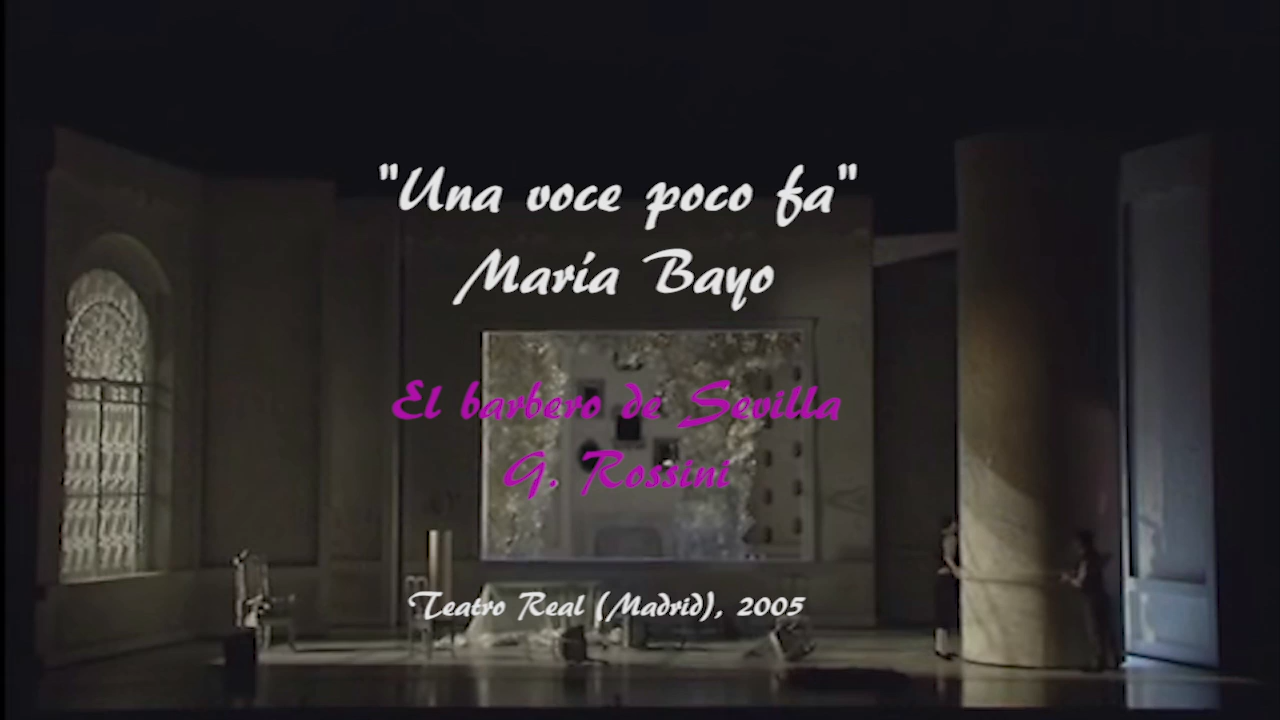 "Una voce poco fa"
María Bayo
El barbero de Sevilla
G. Rossini
Teatro Real (Madrid), 2005